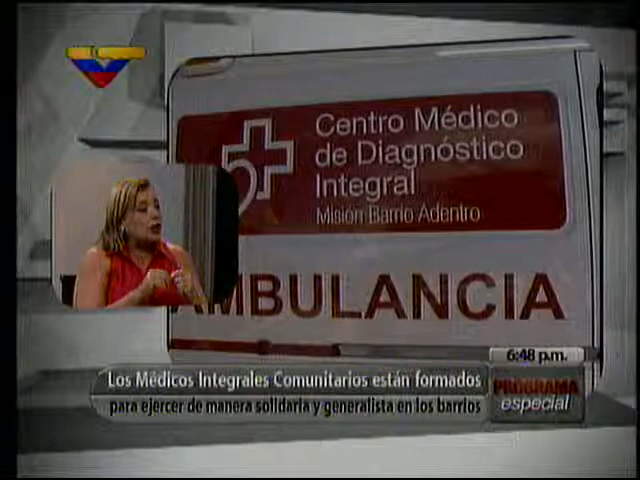 Centro Médico
de Diagnóstico
Integral
Misión Barrio Adentro
AMBULANCIA
6:48 p.m.
Los Médicos Integrales Comunitarios están formados
para ejercer de manera solidaria y generalista en los barrios
PROGRAMA
especial